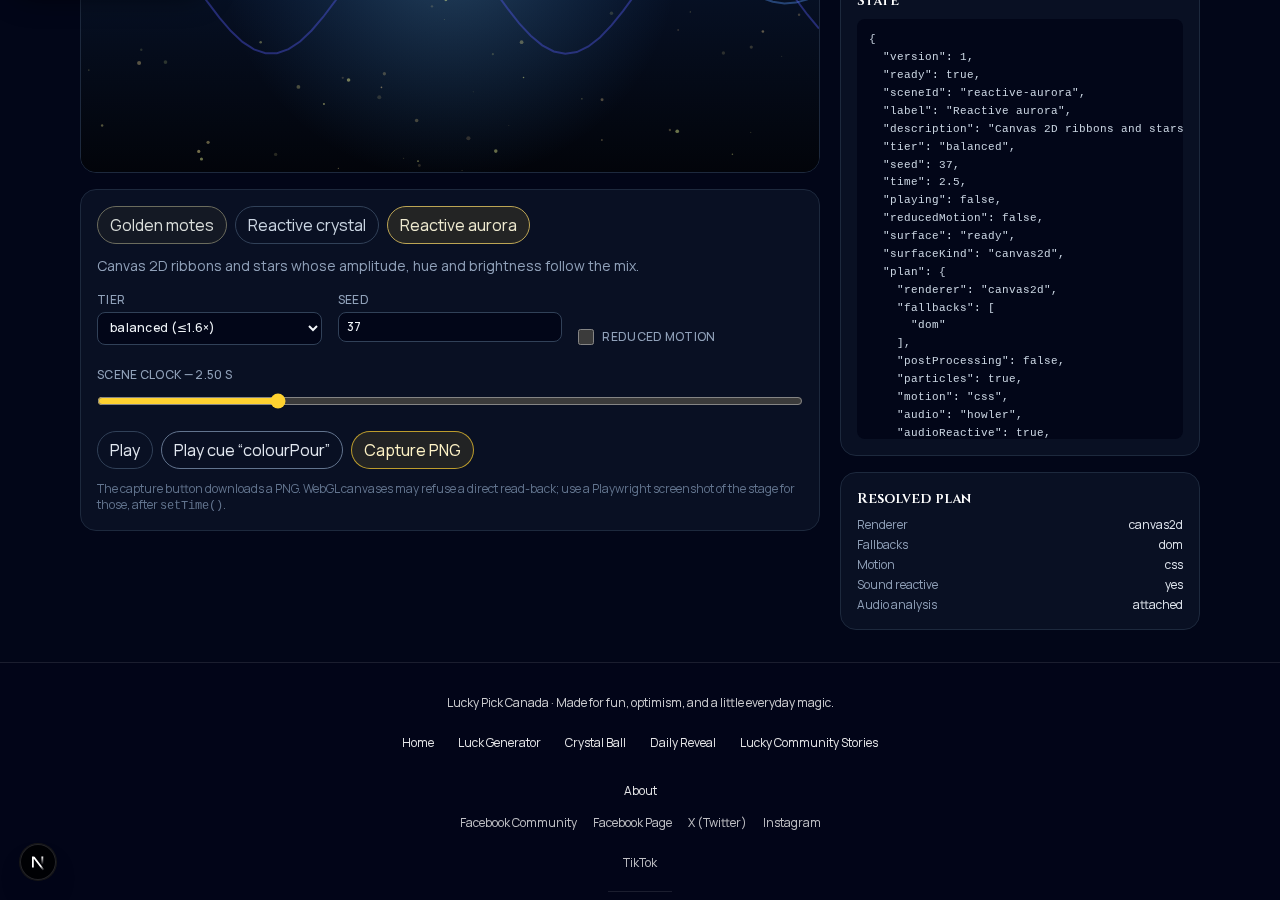 Golden motes
Reactive crystal
Reactive aurora
Canvas 2D ribbons and stars whose amplitude, hue and brightness follow the mix.
TIER
SEED
balanced (≤1.6×)
37
REDUCED MOTION
SCENE CLOCK — 2.50 S
Play
Play cue “colourPour”
Capture PNG
The capture button downloads a PNG. WebGL canvases may refuse a direct read-back; use a Playwright screenshot of the stage for
those, after setTime().
STATE
{
"version": 1,
"ready": true,
"sceneId": "reactive-aurora",
"label": "Reactive aurora",
"description": "Canvas 2D ribbons and stars
"tier": "balanced",
"seed": 37,
"time": 2.5,
"playing": false,
"reducedMotion": false,
"surface": "ready",
"surfaceKind": "canvas2d",
"plan": {
"renderer": "canvas2d",
"fallbacks": [
"dom"
],
"postProcessing": false,
"particles": true,
"motion": "css",
"audio": "howler",
"audioReactive": true,
RESOLVED PLAN
Renderer canvas2d
Fallbacks dom
Motion css
Sound reactive yes
Audio analysis attached
Lucky Pick Canada · Made for fun, optimism, and a little everyday magic.
Home Luck Generator Crystal Ball Daily Reveal Lucky Community Stories
About
Facebook Community Facebook Page X (Twitter) Instagram
TikTok
N